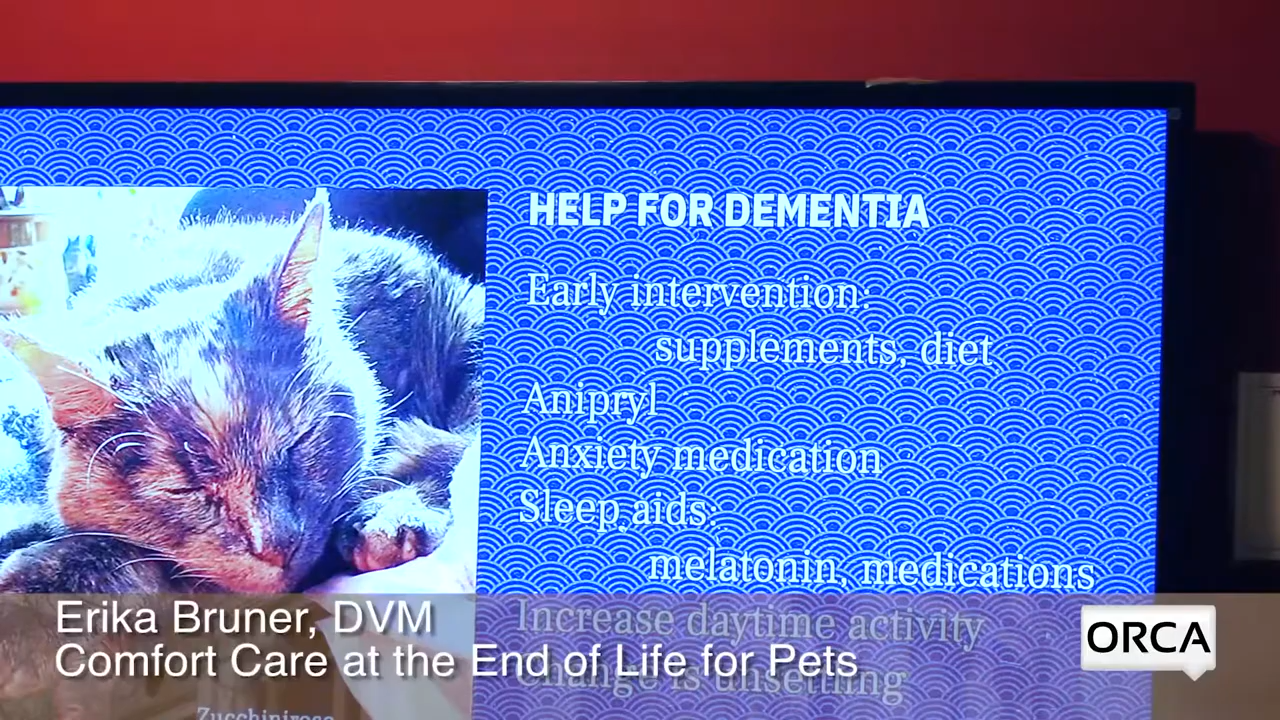 HELP FOR DEMENTIA
Early intervention:
supplements, diet
Anipryl
Anxiety medication
Sleep aids:
melatonin, medications
Increase daytime activity
Change is unsettling
Zucchinirose
Erika Bruner, DVM
Comfort Care at the End of Life for Pets
ORCA